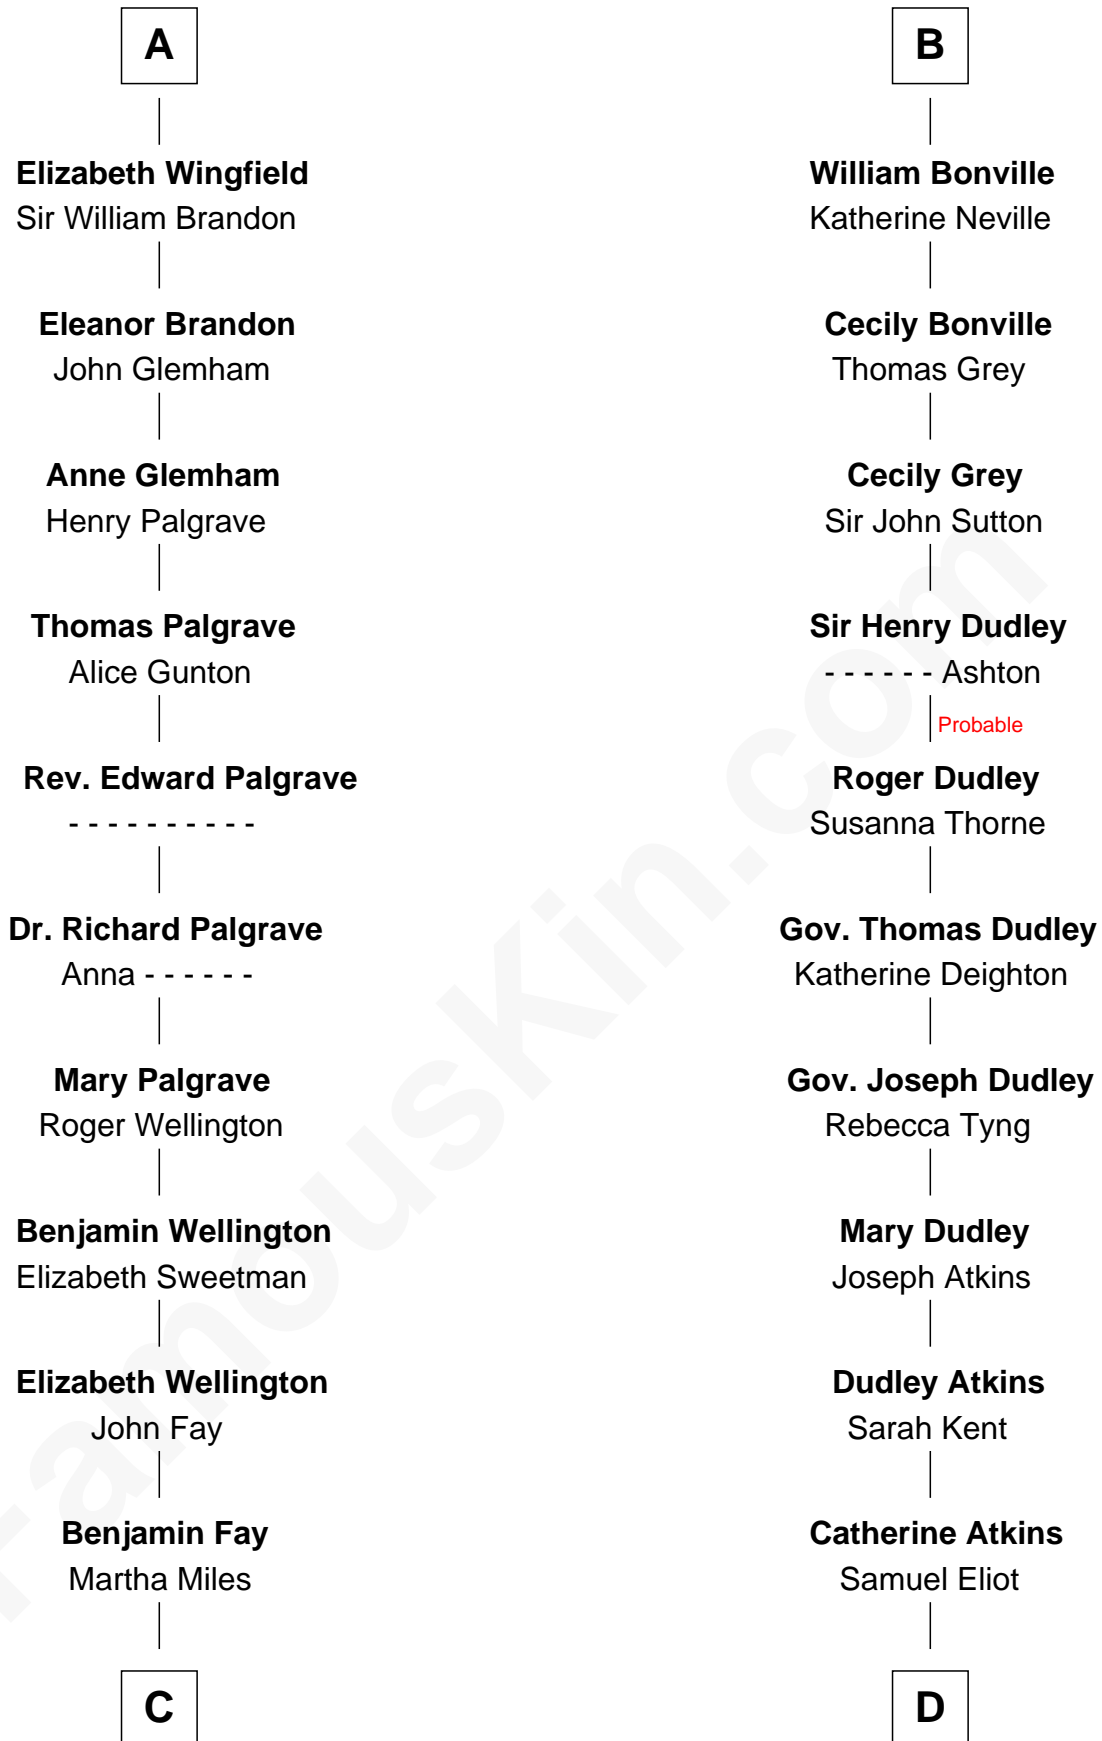 A
Elizabeth Wingfield
Sir William Brandon
Eleanor Brandon
John Glemham
Anne Glemham
Henry Palgrave
Thomas Palgrave
Alice Gunton
Rev. Edward Palgrave
- - - - - - - - - -
Dr. Richard Palgrave
Anna - - - - - -
Mary Palgrave
Roger Wellington
Benjamin Wellington
Elizabeth Sweetman
Elizabeth Wellington
John Fay
Benjamin Fay
Martha Miles
C
B
William Bonville
Katherine Neville
Cecily Bonville
Thomas Grey
Cecily Grey
Sir John Sutton
Sir Henry Dudley
- - - - - - Ashton
Probable
Roger Dudley
Susanna Thorne
Gov. Thomas Dudley
Katherine Deighton
Gov. Joseph Dudley
Rebecca Tyng
Mary Dudley
Joseph Atkins
Dudley Atkins
Sarah Kent
Catherine Atkins
Samuel Eliot
D
FamousKin.com